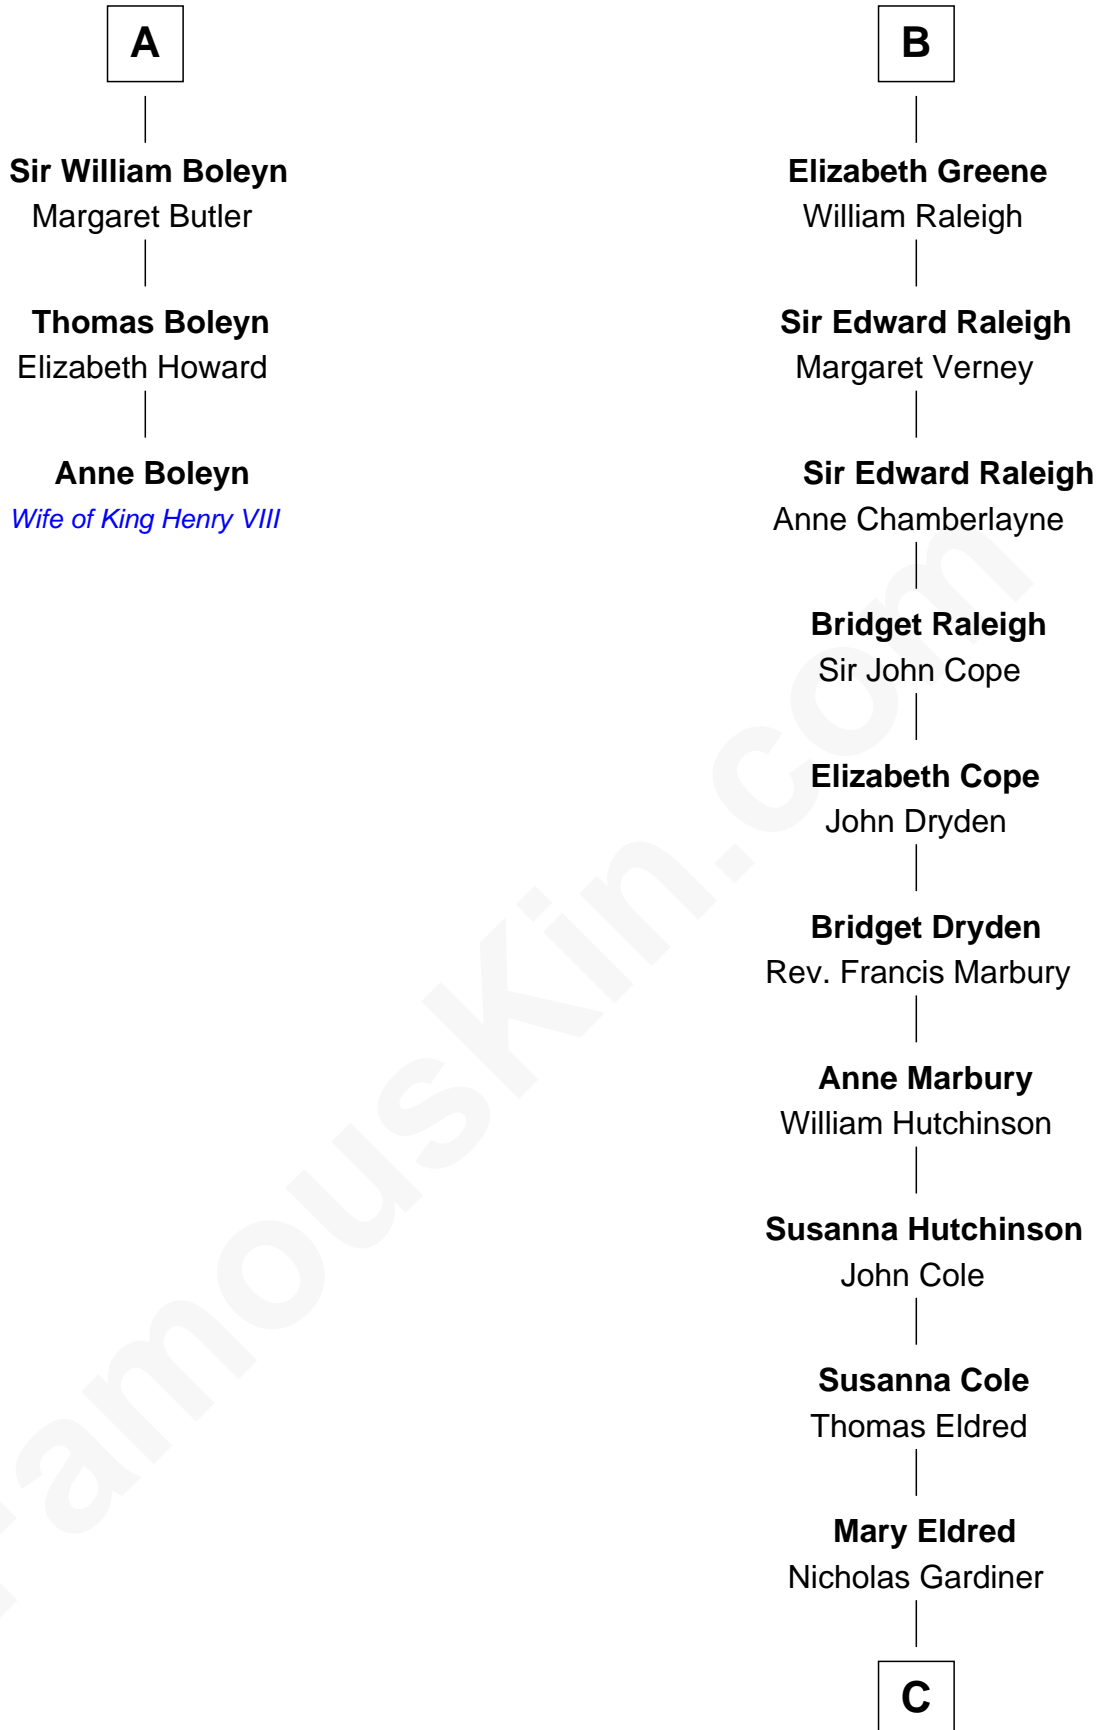 A
Sir William Boleyn
Margaret Butler
Thomas Boleyn
Elizabeth Howard
Anne Boleyn
Wife of King Henry VIII
B
Elizabeth Greene
William Raleigh
Sir Edward Raleigh
Margaret Verney
Sir Edward Raleigh
Anne Chamberlayne
Bridget Raleigh
Sir John Cope
Elizabeth Cope
John Dryden
Bridget Dryden
Rev. Francis Marbury
Anne Marbury
William Hutchinson
Susanna Hutchinson
John Cole
Susanna Cole
Thomas Eldred
Mary Eldred
Nicholas Gardiner
C
FamousKin.com